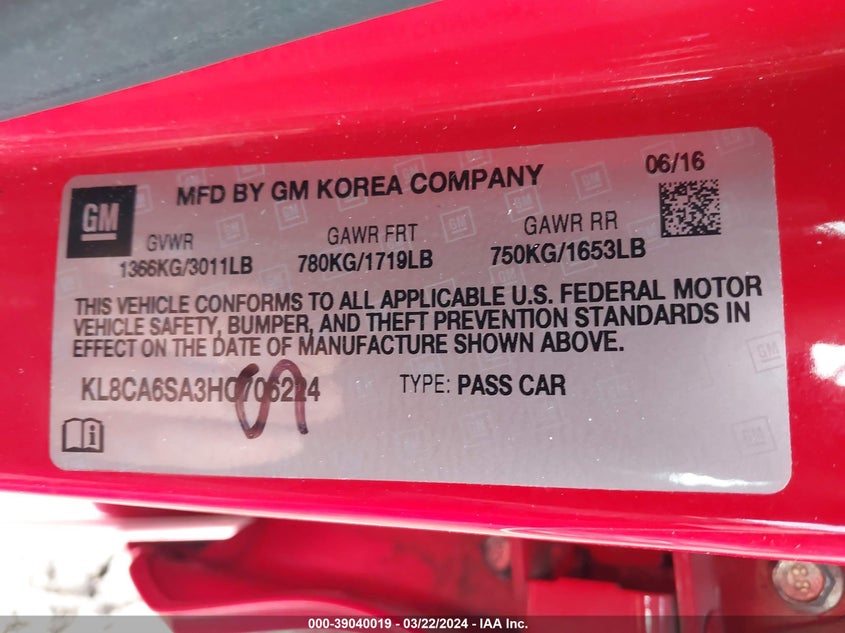 GM
MFD BY GM KOREA COMPANY
06/16
GVWR
1366KG/3011LB
GAWR FRT
780KG/1719LB
GAWR RR
750KG/1653LB
THIS VEHICLE CONFORMS TO ALL APPLICABLE U.S. FEDERAL MOTOR
VEHICLE SAFETY, BUMPER, AND THEFT PREVENTION STANDARDS IN
EFFECT ON THE DATE OF MANUFACTURE SHOWN ABOVE.
KL8CA6SA3HC706224
TYPE: PASS CAR
000-39040019 - 03/22/2024 - IAA Inc.